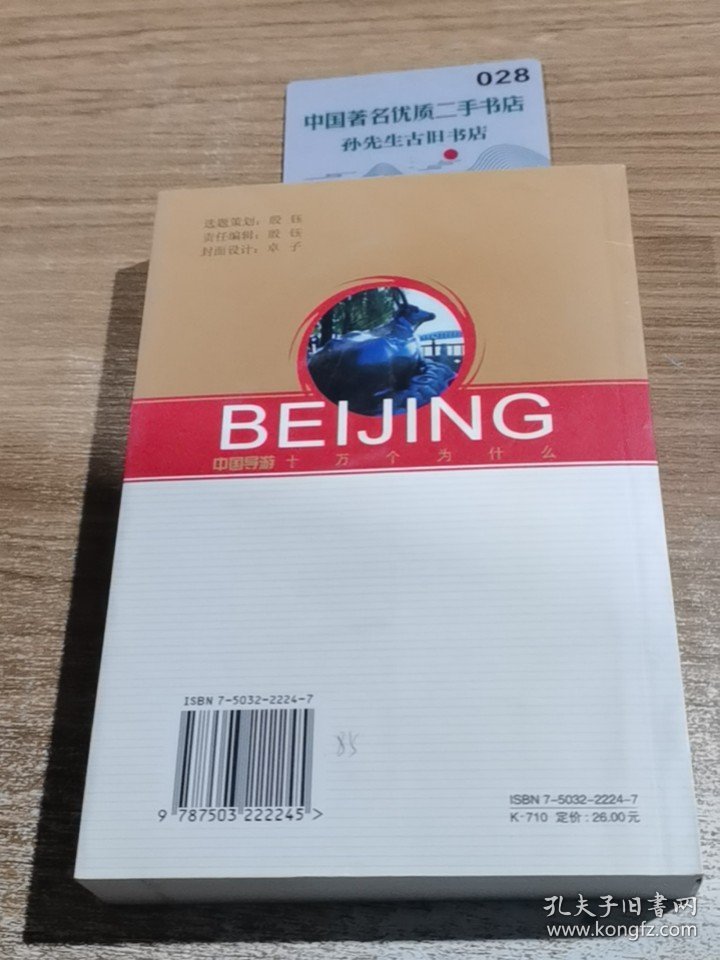 028
中国著名优质二手书店
孙先生古旧书店
选题策划：殷 钰
责任编辑：殷 钰
封面设计：卓 子
BEIJING
中国导游十万个为什么
ISBN 7-5032-2224-7
9 787503 222245>
85
ISBN 7-5032-2224-7
K·710 定价：26.00元
孔夫子旧书网
www.kongfz.com